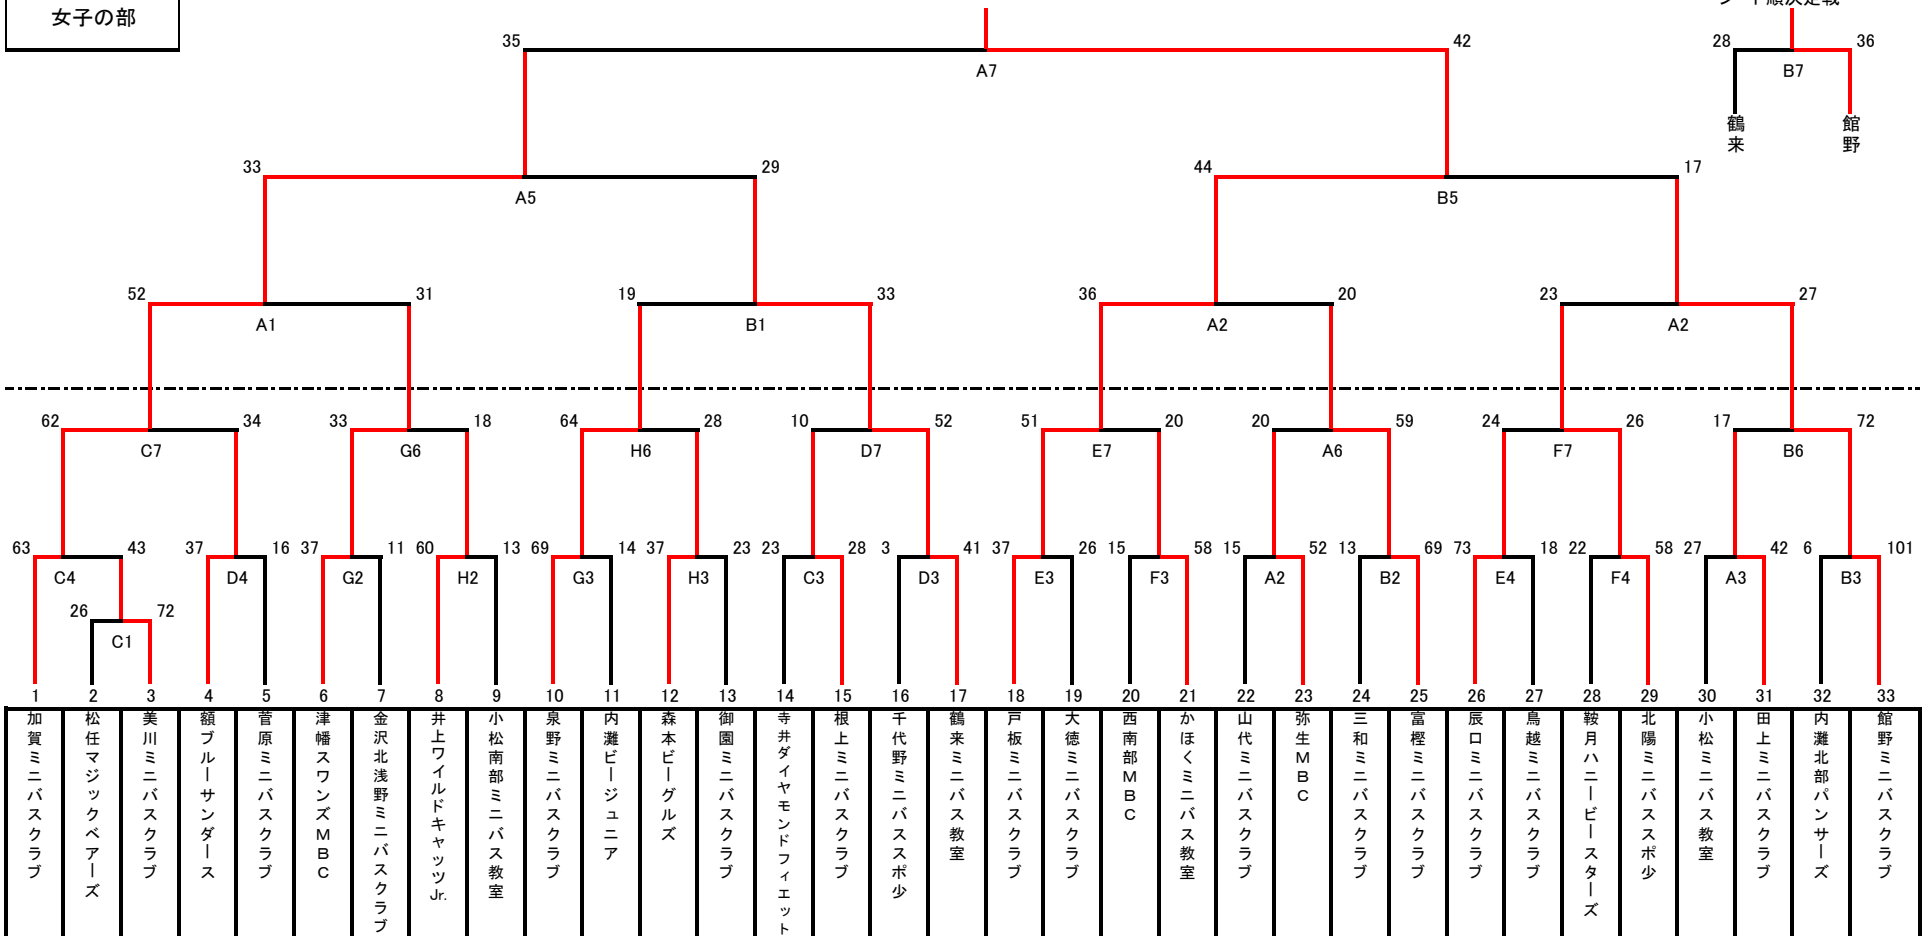 女子の部
シード順決定戦
35 42
A7
28 36
B7
鶴来
館野
33 29
A5
44 17
B5
52 31
A1
19 33
B1
36 20
A2
23 27
A2
62 34
C7
33 18
G6
64 28
H6
10 52
D7
51 20
E7
20 59
A6
24 26
F7
17 72
B6
63 43
C4
37 16
D4
37 11
G2
60 13
H2
69 14
G3
37 23
H3
23 28
C3
3 41
D3
37 26
E3
15 58
F3
15 52
A2
13 69
B2
73 18
E4
22 58
F4
27 42
A3
6 101
B3
26 72
C1
1 加賀ミニバスクラブ
2 松任マジックベアーズ
3 美川ミニバスクラブ
4 額ブルーサンダース
5 菅原ミニバスクラブ
6 津幡スワンズMBC
7 金沢北浅野ミニバスクラブ
8 井上ワイルドキャッツJr.
9 小松南部ミニバス教室
10 泉野ミニバスクラブ
11 内灘ビージュニア
12 森本ビーグルズ
13 御園ミニバスクラブ
14 寺井ダイヤモンドフィエット
15 根上ミニバスクラブ
16 千代野ミニバススポ少
17 鶴来ミニバス教室
18 戸板ミニバスクラブ
19 大徳ミニバスクラブ
20 西南部MBC
21 かほくミニバス教室
22 山代ミニバスクラブ
23 弥生MBC
24 三和ミニバスクラブ
25 富樫ミニバスクラブ
26 辰口ミニバスクラブ
27 鳥越ミニバスクラブ
28 鞍月ハニービースターズ
29 北陽ミニバススポ少
30 小松ミニバス教室
31 田上ミニバスクラブ
32 内灘北部パンサーズ
33 館野ミニバスクラブ